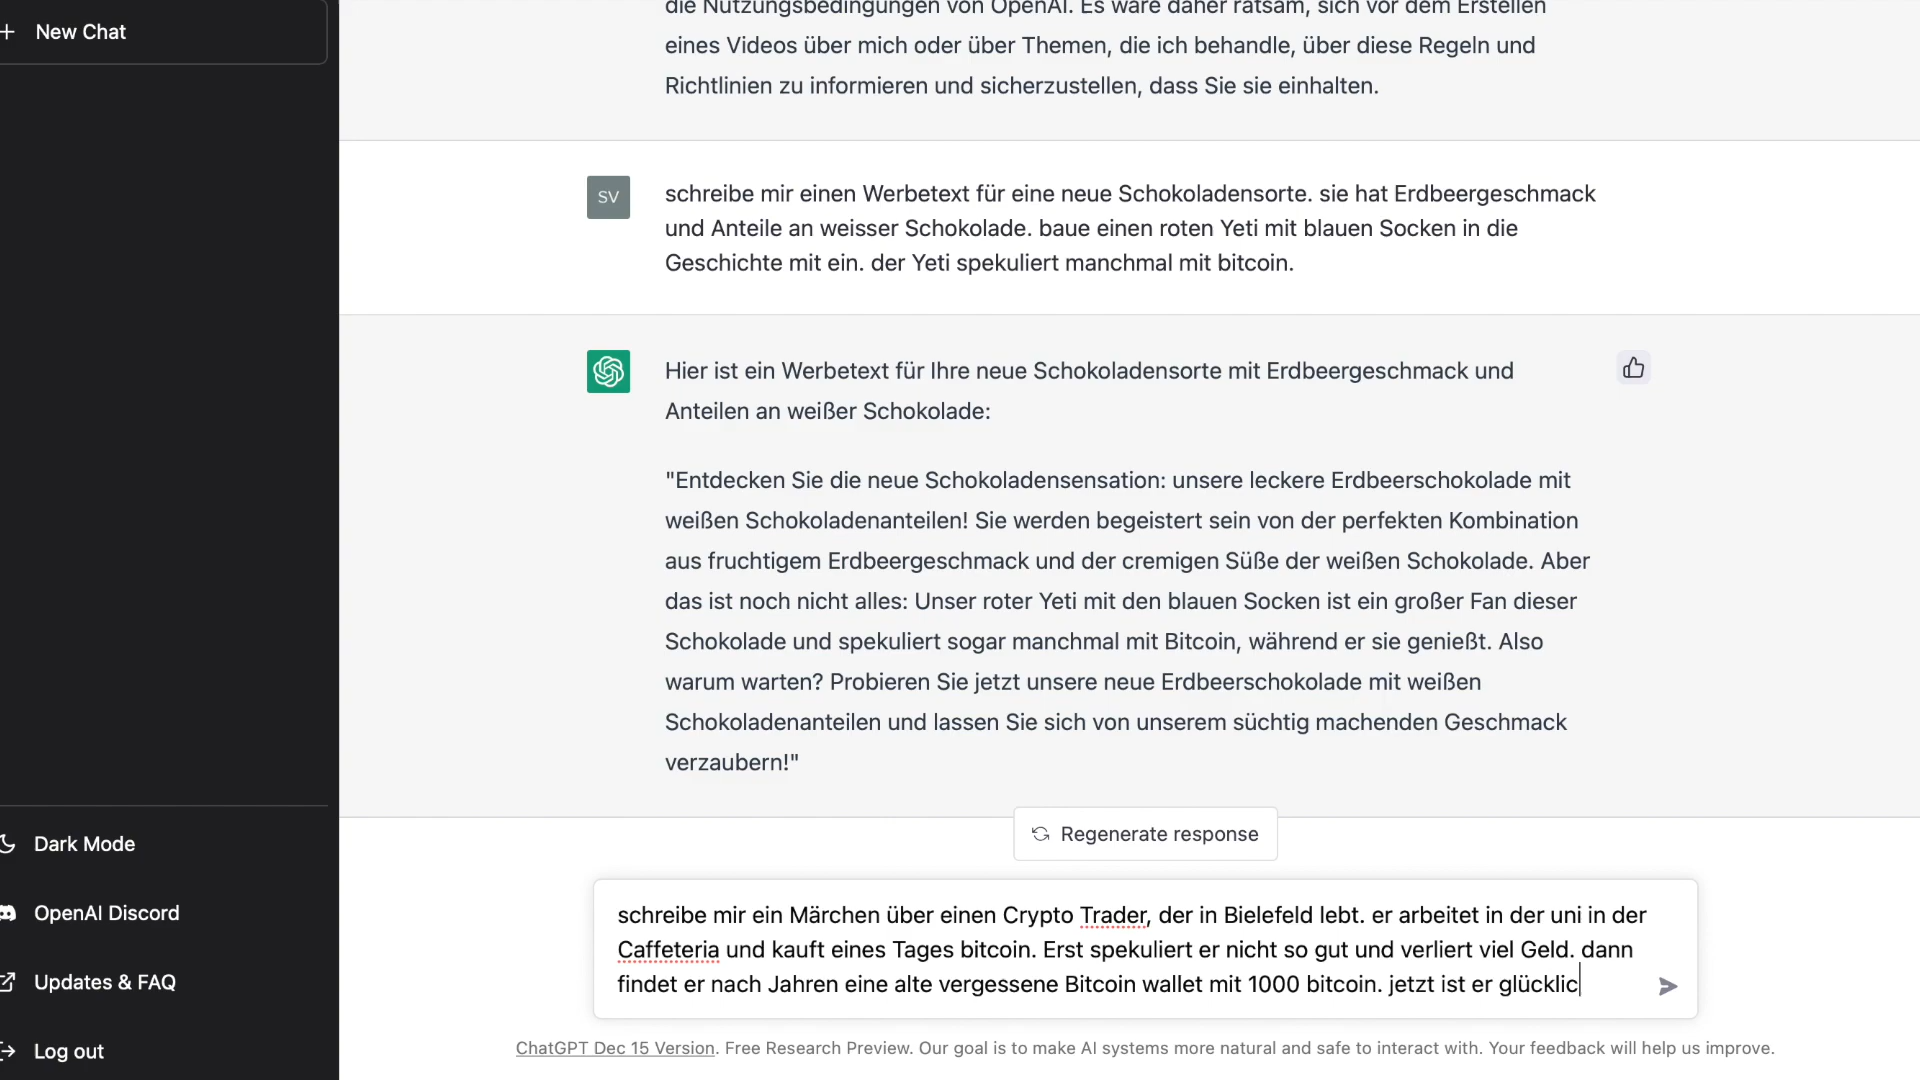 New Chat
die Nutzungsbedingungen von OpenAI. Es wäre daher ratsam, sich vor dem Erstellen
eines Videos über mich oder über Themen, die ich behandle, über diese Regeln und
Richtlinien zu informieren und sicherzustellen, dass Sie sie einhalten.
SV
schreibe mir einen Werbetext für eine neue Schokoladensorte. sie hat Erdbeergeschmack
und Anteile an weisser Schokolade. baue einen roten Yeti mit blauen Socken in die
Geschichte mit ein. der Yeti spekuliert manchmal mit bitcoin.
Hier ist ein Werbetext für Ihre neue Schokoladensorte mit Erdbeergeschmack und
Anteilen an weißer Schokolade:
"Entdecken Sie die neue Schokoladensensation: unsere leckere Erdbeerschokolade mit
weißen Schokoladenanteilen! Sie werden begeistert sein von der perfekten Kombination
aus fruchtigem Erdbeergeschmack und der cremigen Süße der weißen Schokolade. Aber
das ist noch nicht alles: Unser roter Yeti mit den blauen Socken ist ein großer Fan dieser
Schokolade und spekuliert sogar manchmal mit Bitcoin, während er sie genießt. Also
warum warten? Probieren Sie jetzt unsere neue Erdbeerschokolade mit weißen
Schokoladenanteilen und lassen Sie sich von unserem süchtig machenden Geschmack
verzaubern!"
Regenerate response
schreibe mir ein Märchen über einen Crypto Trader, der in Bielefeld lebt. er arbeitet in der uni in der
Caffeteria und kauft eines Tages bitcoin. Erst spekuliert er nicht so gut und verliert viel Geld. dann
findet er nach Jahren eine alte vergessene Bitcoin wallet mit 1000 bitcoin. jetzt ist er glücklic
ChatGPT Dec 15 Version. Free Research Preview. Our goal is to make AI systems more natural and safe to interact with. Your feedback will help us improve.
Dark Mode
OpenAI Discord
Updates & FAQ
Log out